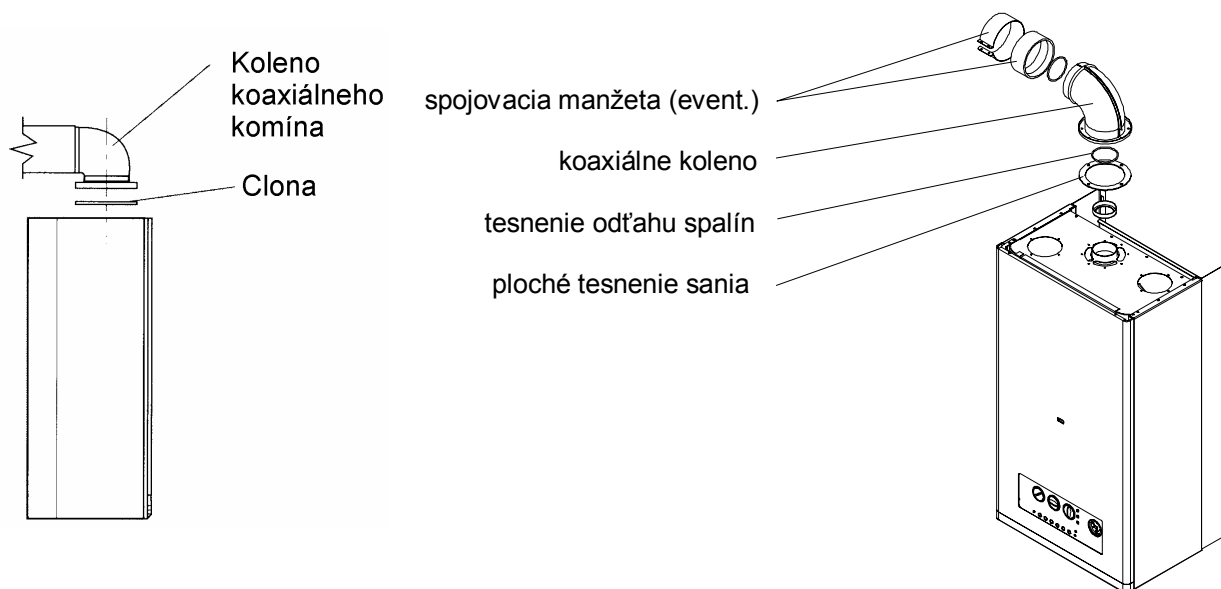 Koleno
koaxiálneho
komína
Clona
spojovacia manžeta (event.)
koaxiálne koleno
tesnenie odťahu spalín
ploché tesnenie sania